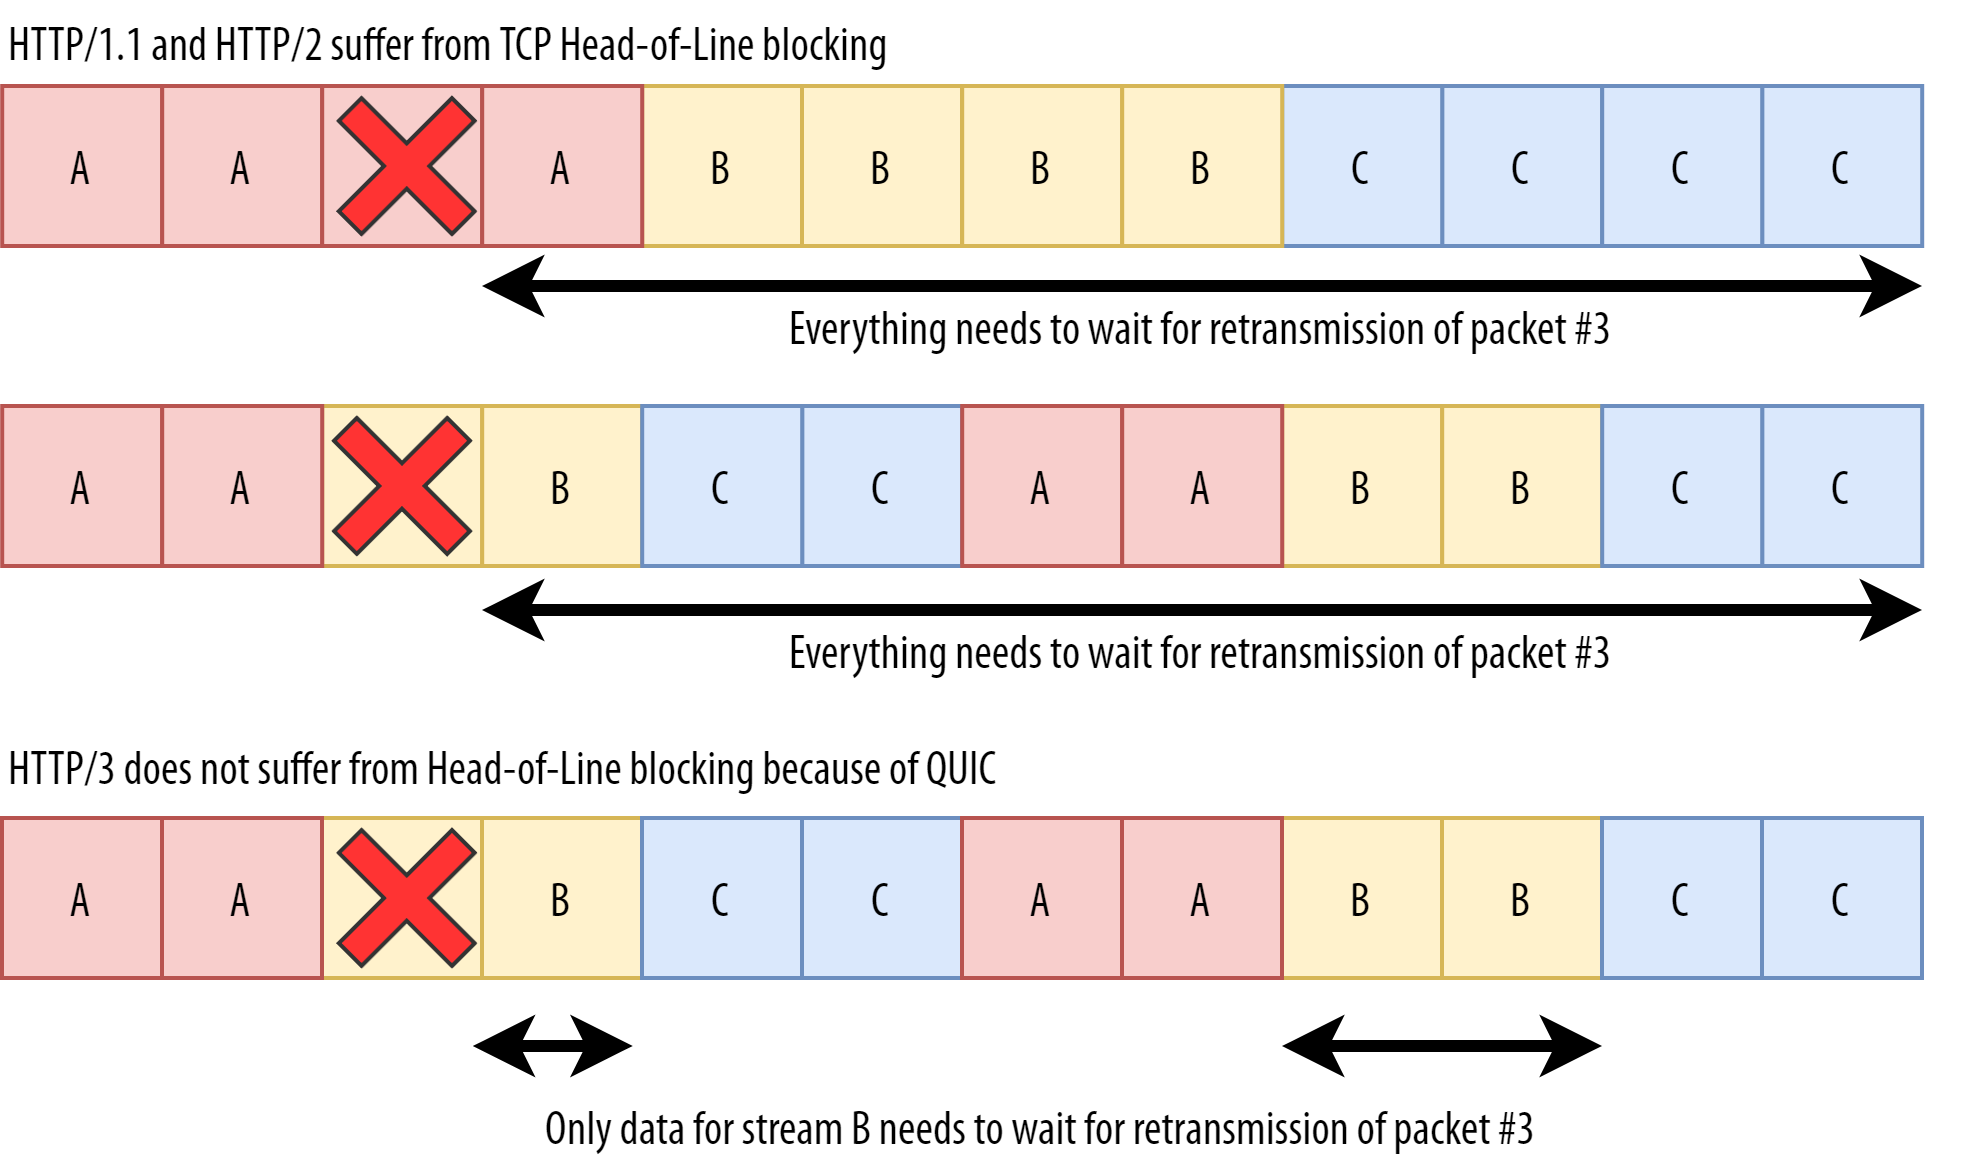 HTTP/1.1 and HTTP/2 suffer from TCP Head-of-Line blocking
A A A B B B B C C C C
Everything needs to wait for retransmission of packet #3
A A B C C A A B B C C
Everything needs to wait for retransmission of packet #3
HTTP/3 does not suffer from Head-of-Line blocking because of QUIC
A A B C C A A B B C C
Only data for stream B needs to wait for retransmission of packet #3